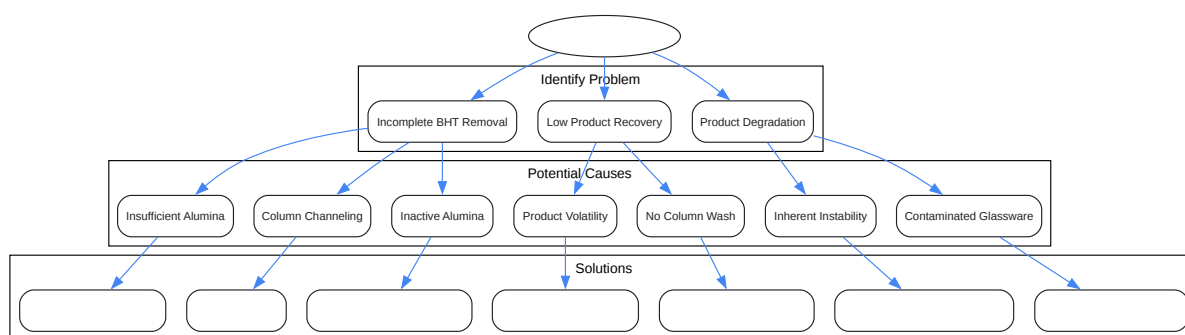 Identify Problem
Incomplete BHT Removal
Low Product Recovery
Product Degradation
Potential Causes
Insufficient Alumina
Column Channeling
Inactive Alumina
Product Volatility
No Column Wash
Inherent Instability
Contaminated Glassware
Solutions